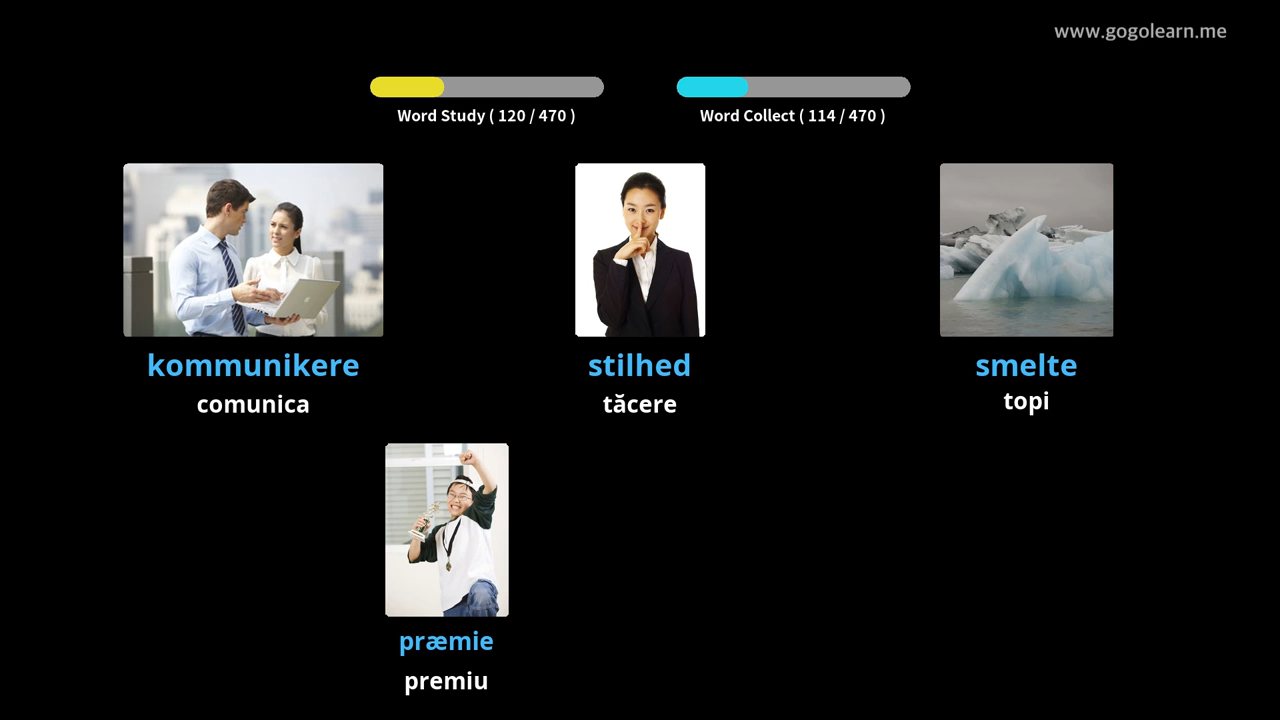 www.gogolearn.me
Word Study ( 120 / 470 )
Word Collect ( 114 / 470 )
kommunikere
comunica
stilhed
tăcere
smelte
topi
præmie
premiu